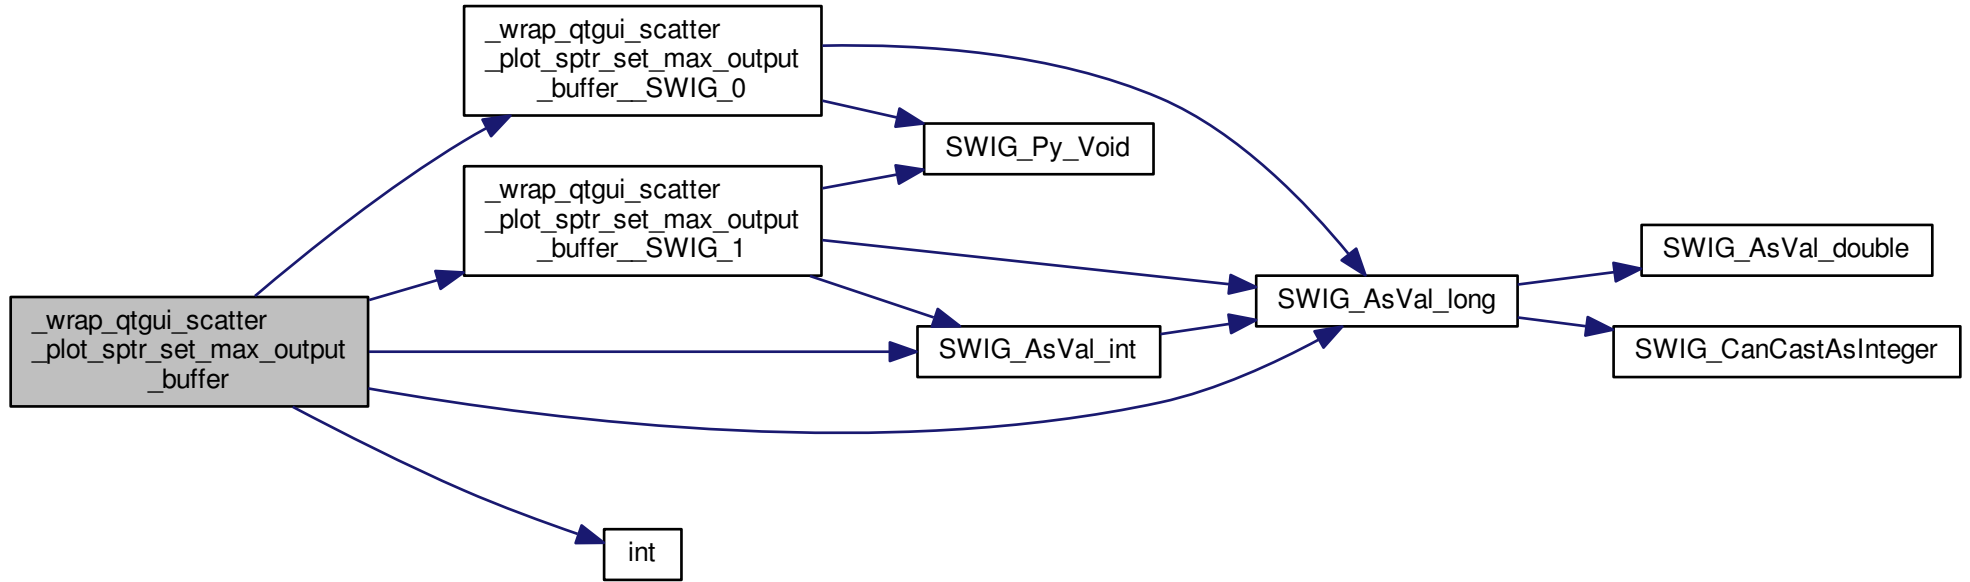 _wrap_qtgui_scatter
_plot_sptr_set_max_output
_buffer__SWIG_0
SWIG_Py_Void
_wrap_qtgui_scatter
_plot_sptr_set_max_output
_buffer__SWIG_1
SWIG_AsVal_double
SWIG_AsVal_long
_wrap_qtgui_scatter
_plot_sptr_set_max_output
_buffer
SWIG_AsVal_int
SWIG_CanCastAsInteger
int